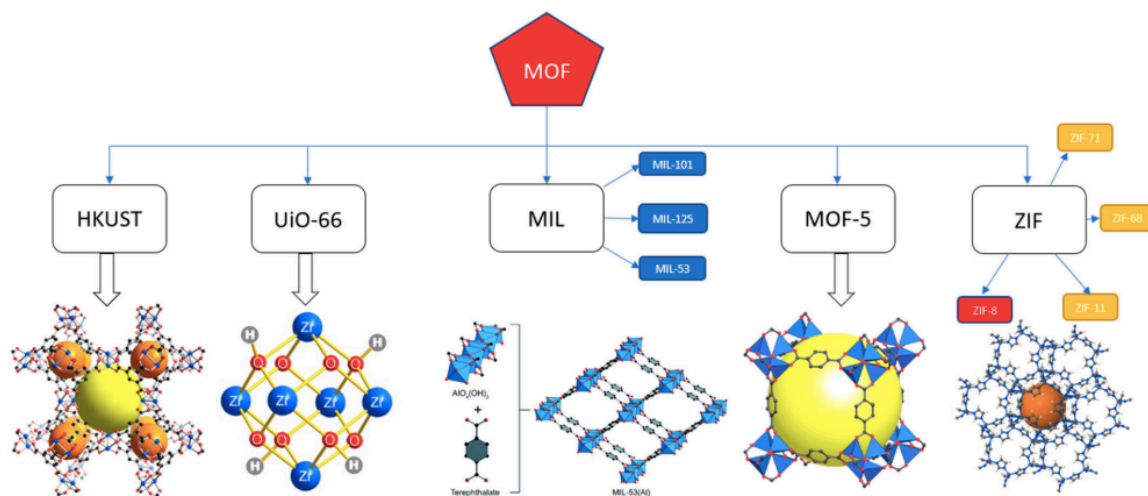 MOF
ZIF-71
MIL-101
HKUST
UiO-66
MIL
MIL-125
MOF-5
ZIF
ZIF-68
MIL-53
ZIF-8
ZIF-11
Zr
H
H
O
O
O
O
Zr
Zr
Zr
Zr
O
O
O
O
H
H
Zr
AlO₄(OH)₂
+
Terephthalate
MIL-53(Al)